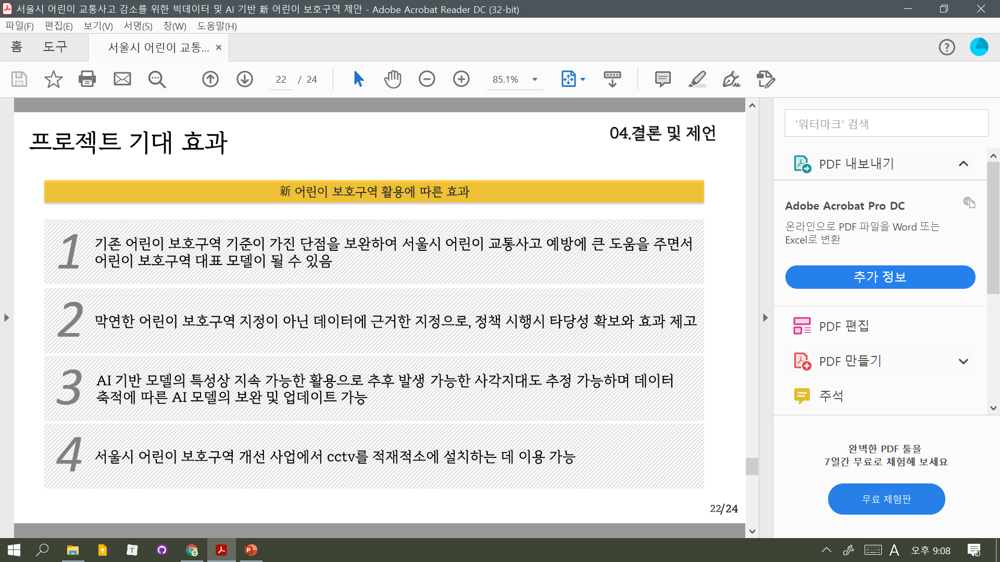 서울시 어린이 교통사고 감소를 위한 빅데이터 및 AI 기반 新 어린이 보호구역 제안 - Adobe Acrobat Reader DC (32-bit)
파일(F) 편집(E) 보기(V) 서명(S) 창(W) 도움말(H)
홈 도구 서울시 어린이 교통... ×
22 / 24 85.1%
프로젝트 기대 효과
04.결론 및 제언
新 어린이 보호구역 활용에 따른 효과
1 기존 어린이 보호구역 기준이 가진 단점을 보완하여 서울시 어린이 교통사고 예방에 큰 도움을 주면서
어린이 보호구역 대표 모델이 될 수 있음
2 막연한 어린이 보호구역 지정이 아닌 데이터에 근거한 지정으로, 정책 시행시 타당성 확보와 효과 제고
3 AI 기반 모델의 특성상 지속 가능한 활용으로 추후 발생 가능한 사각지대도 추정 가능하며 데이터
축적에 따른 AI 모델의 보완 및 업데이트 가능
4 서울시 어린이 보호구역 개선 사업에서 cctv를 적재적소에 설치하는 데 이용 가능
22/24
'워터마크' 검색
PDF 내보내기
Adobe Acrobat Pro DC
온라인으로 PDF 파일을 Word 또는
Excel로 변환
추가 정보
PDF 편집
PDF 만들기
주석
완벽한 PDF 툴을
7일간 무료로 체험해 보세요
무료 체험판
A 오후 9:08